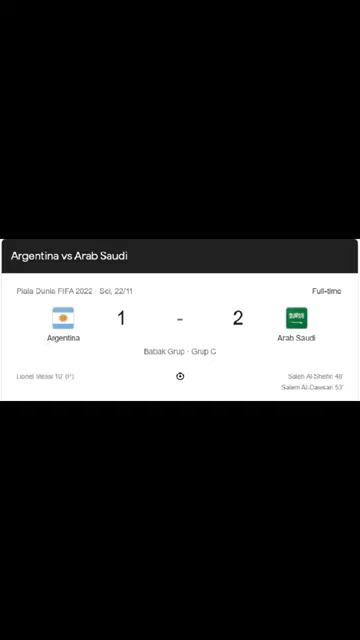 Argentina vs Arab Saudi
Piala Dunia FIFA 2022 · Sel, 22/11
Full-time
1 - 2
Argentina
Arab Saudi
Babak Grup · Grup C
Lionel Messi 10' (P)
Saleh Al-Shehri 48'
Salem Al-Dawsari 53'